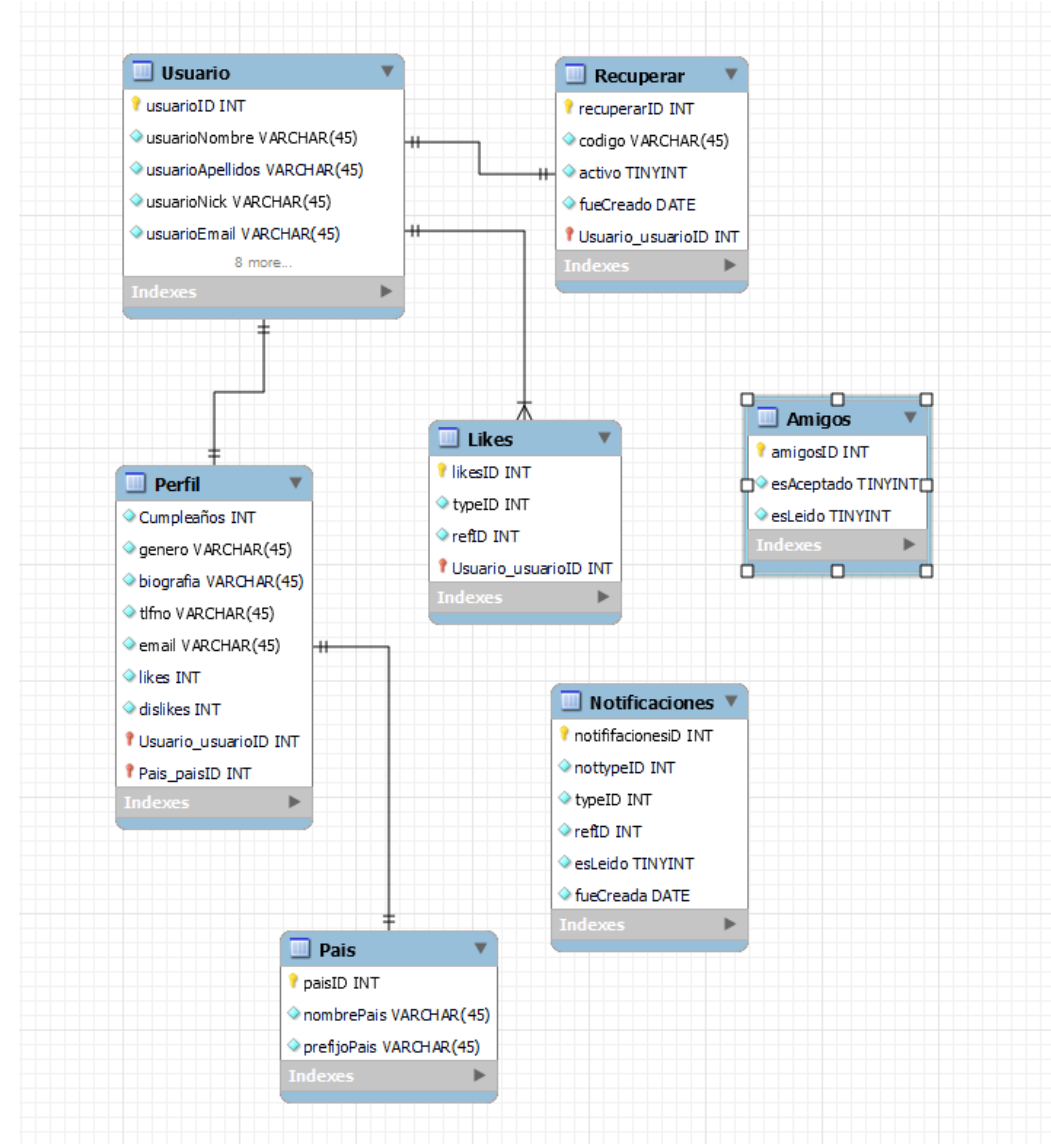 Usuario
usuarioID INT
usuarioNombre VARCHAR(45)
usuarioApellidos VARCHAR(45)
usuarioNick VARCHAR(45)
usuarioEmail VARCHAR(45)
8 more...
Indexes
Recuperar
recuperarID INT
codigo VARCHAR(45)
activo TINYINT
fueCreado DATE
Usuario_usuarioID INT
Indexes
Perfil
Cumpleaños INT
genero VARCHAR(45)
biografia VARCHAR(45)
tlfno VARCHAR(45)
email VARCHAR(45)
likes INT
dislikes INT
Usuario_usuarioID INT
Pais_paisID INT
Indexes
Likes
likesID INT
typeID INT
refID INT
Usuario_usuarioID INT
Indexes
Amigos
amigosID INT
esAceptado TINYINT
esLeido TINYINT
Indexes
Notificaciones
notififacionesiD INT
nottypeID INT
typeID INT
refID INT
esLeido TINYINT
fueCreada DATE
Indexes
Pais
paisID INT
nombrePais VARCHAR(45)
prefijoPais VARCHAR(45)
Indexes